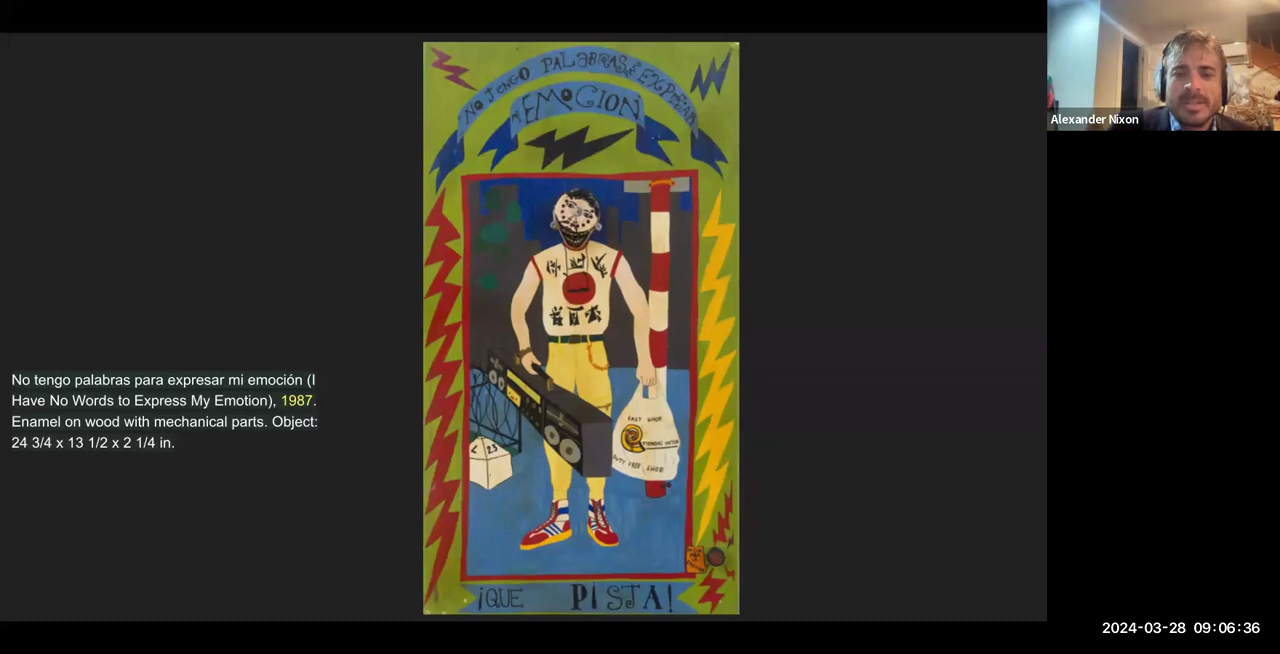 NO TENGO PALABRAS
EXPRESAR
EMOCION
EASY SHOP
DUTY FREE SHOP
23
¡QUE PISTA!
No tengo palabras para expresar mi emoción (I
Have No Words to Express My Emotion), 1987.
Enamel on wood with mechanical parts. Object:
24 3/4 x 13 1/2 x 2 1/4 in.
Alexander Nixon
2024-03-28 09:06:36